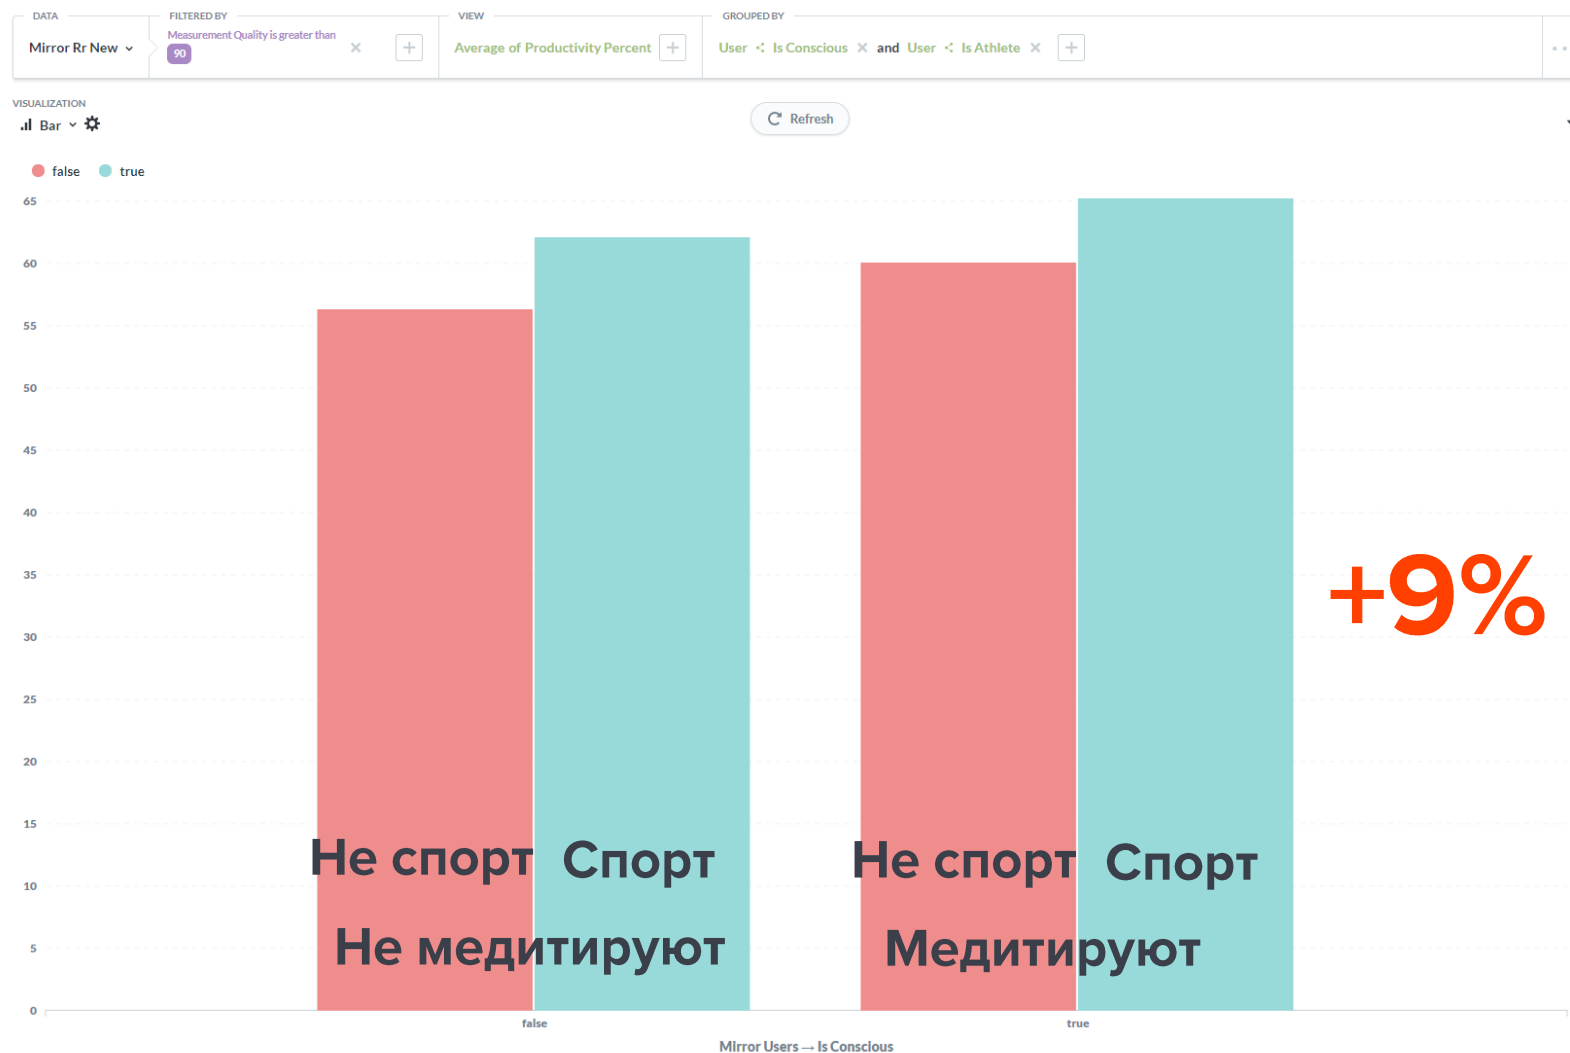 DATA
FILTERED BY
VIEW
GROUPED BY
Mirror Rr New
Measurement Quality is greater than
90
Average of Productivity Percent
User Is Conscious and User Is Athlete
VISUALIZATION
Bar
Refresh
false true
65
60
55
50
45
40
35
30
25
20
15
10
5
0
+9%
Не спорт Спорт
Не спорт Спорт
Не медитируют
Медитируют
false
true
Mirror Users → Is Conscious